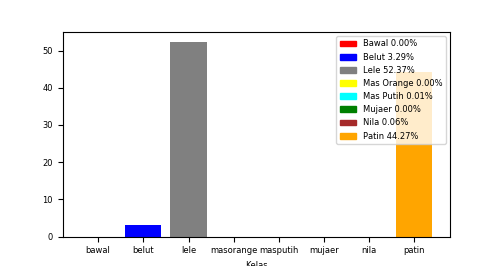 50
40
30
20
10
0
Bawal 0.00%
Belut 3.29%
Lele 52.37%
Mas Orange 0.00%
Mas Putih 0.01%
Mujaer 0.00%
Nila 0.06%
Patin 44.27%
bawal belut lele masorange masputih mujaer nila patin
Kelas